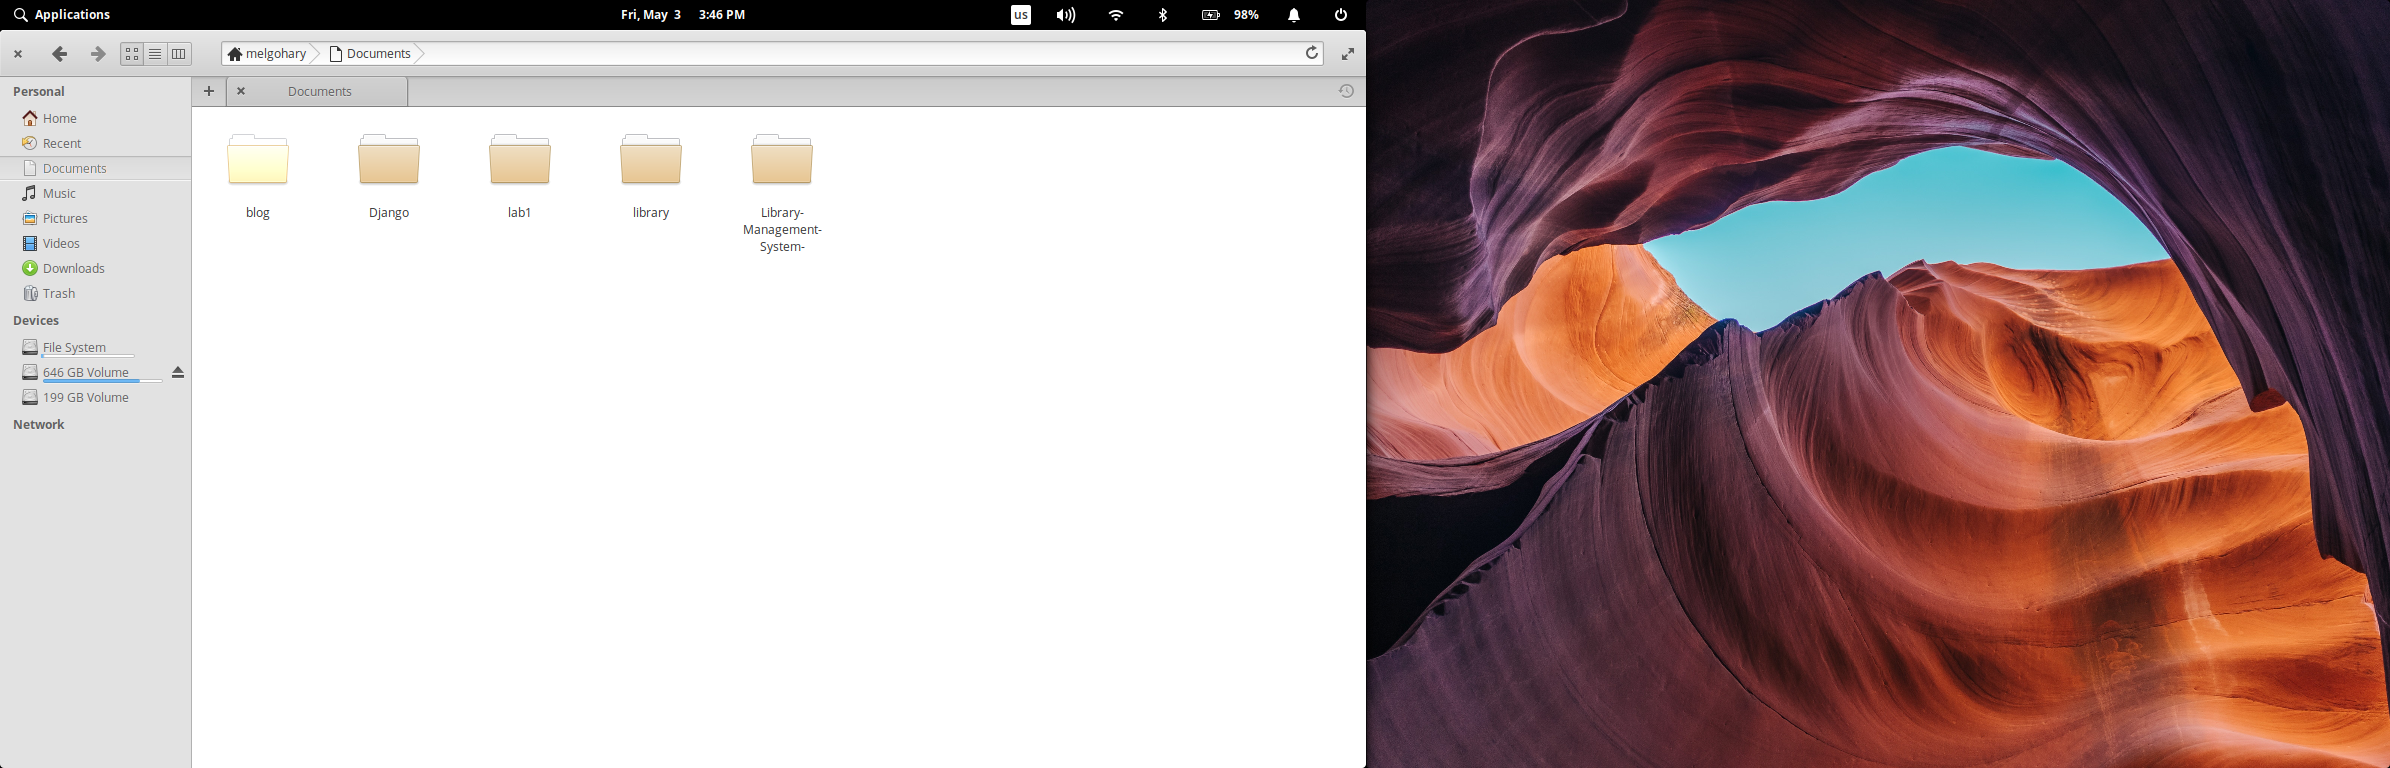 Applications
Fri, May 3 3:46 PM
us
98%
melgohary
Documents
Documents
Personal
Home
Recent
Documents
Music
Pictures
Videos
Downloads
Trash
Devices
File System
646 GB Volume
199 GB Volume
Network
blog
Django
lab1
library
Library-
Management-
System-